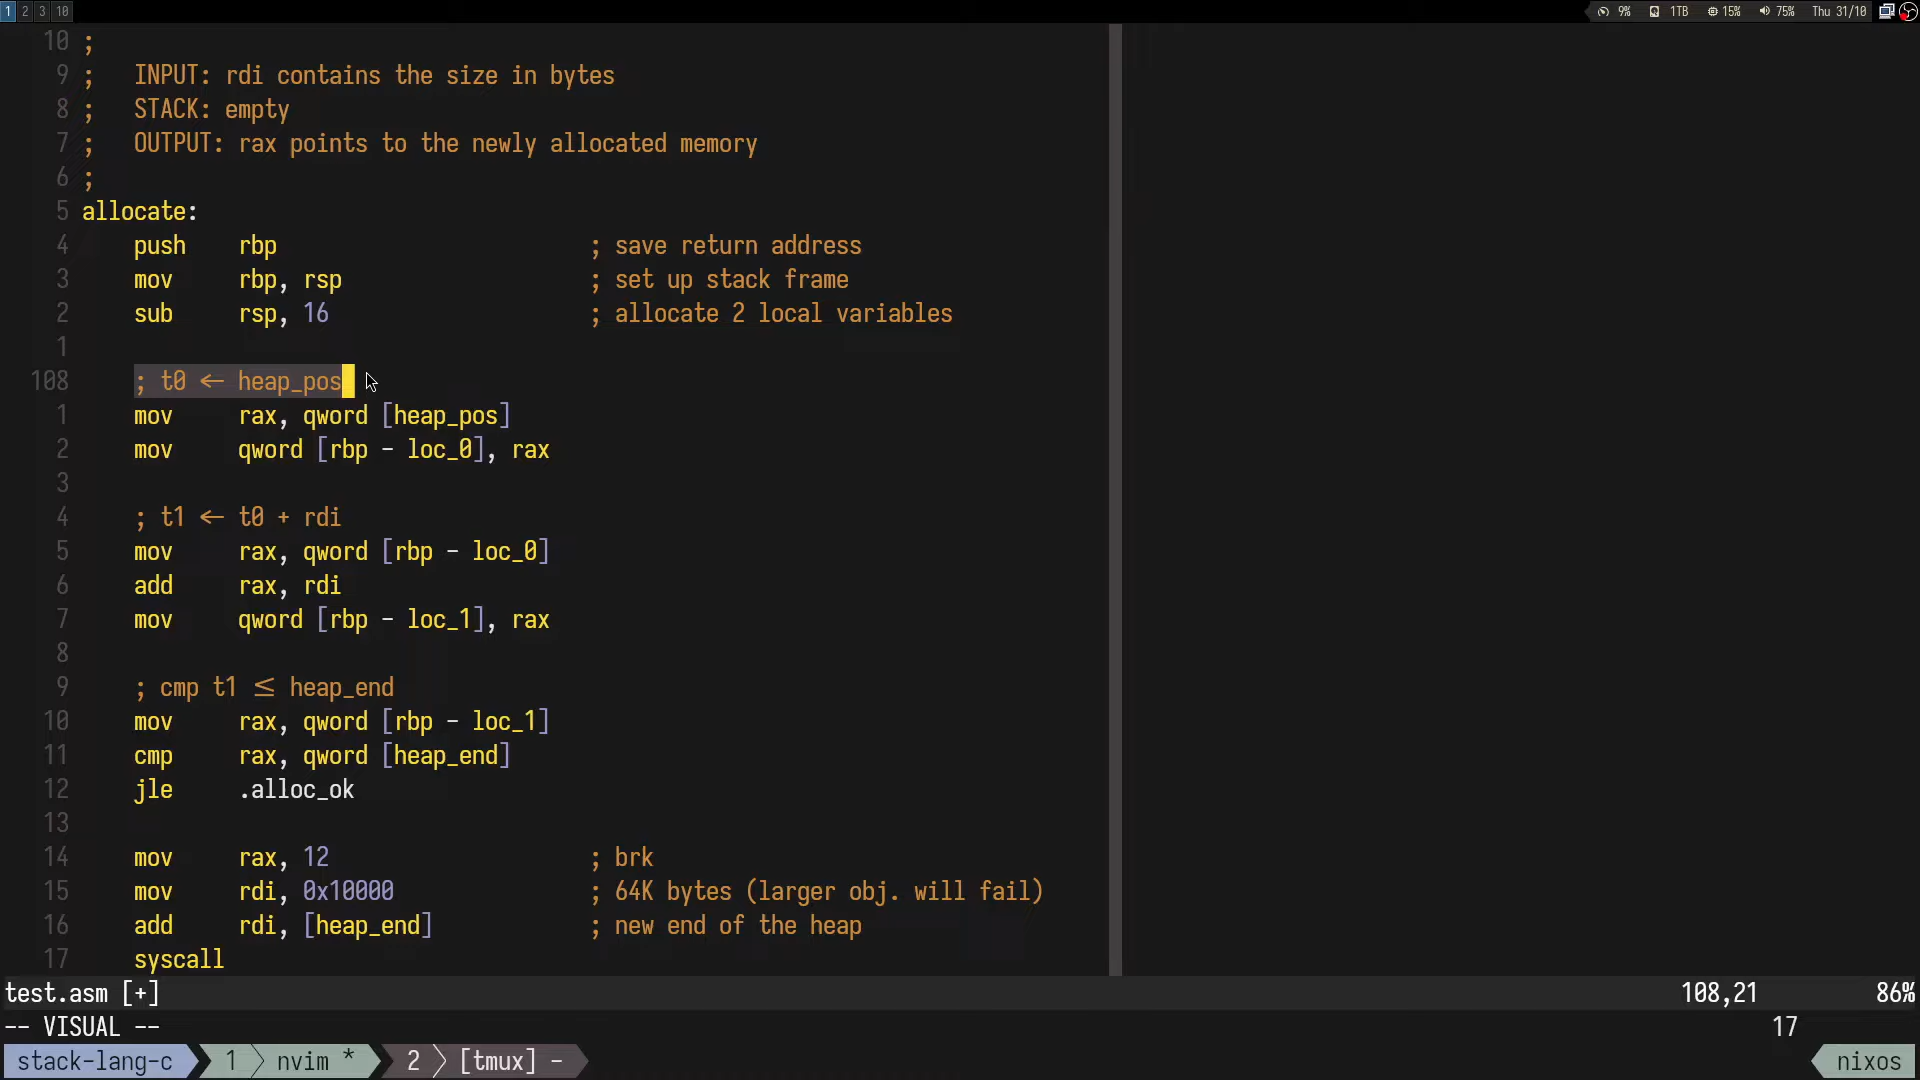 1 2 3 10 9% 1TB 15% 75% Thu 31/10
10 ;
9 ;   INPUT: rdi contains the size in bytes
8 ;   STACK: empty
7 ;   OUTPUT: rax points to the newly allocated memory
6 ;
5 allocate:
4     push    rbp                        ; save return address
3     mov     rbp, rsp                   ; set up stack frame
2     sub     rsp, 16                    ; allocate 2 local variables
1
108     ; t0 <- heap_pos
1     mov     rax, qword [heap_pos]
2     mov     qword [rbp - loc_0], rax
3
4     ; t1 <- t0 + rdi
5     mov     rax, qword [rbp - loc_0]
6     add     rax, rdi
7     mov     qword [rbp - loc_1], rax
8
9     ; cmp t1 ≤ heap_end
10     mov     rax, qword [rbp - loc_1]
11     cmp     rax, qword [heap_end]
12     jle     .alloc_ok
13
14     mov     rax, 12                    ; brk
15     mov     rdi, 0x10000               ; 64K bytes (larger obj. will fail)
16     add     rdi, [heap_end]            ; new end of the heap
17     syscall
test.asm [+] 108,21 86%
-- VISUAL -- 17
stack-lang-c 1 nvim * 2 [tmux] - nixos